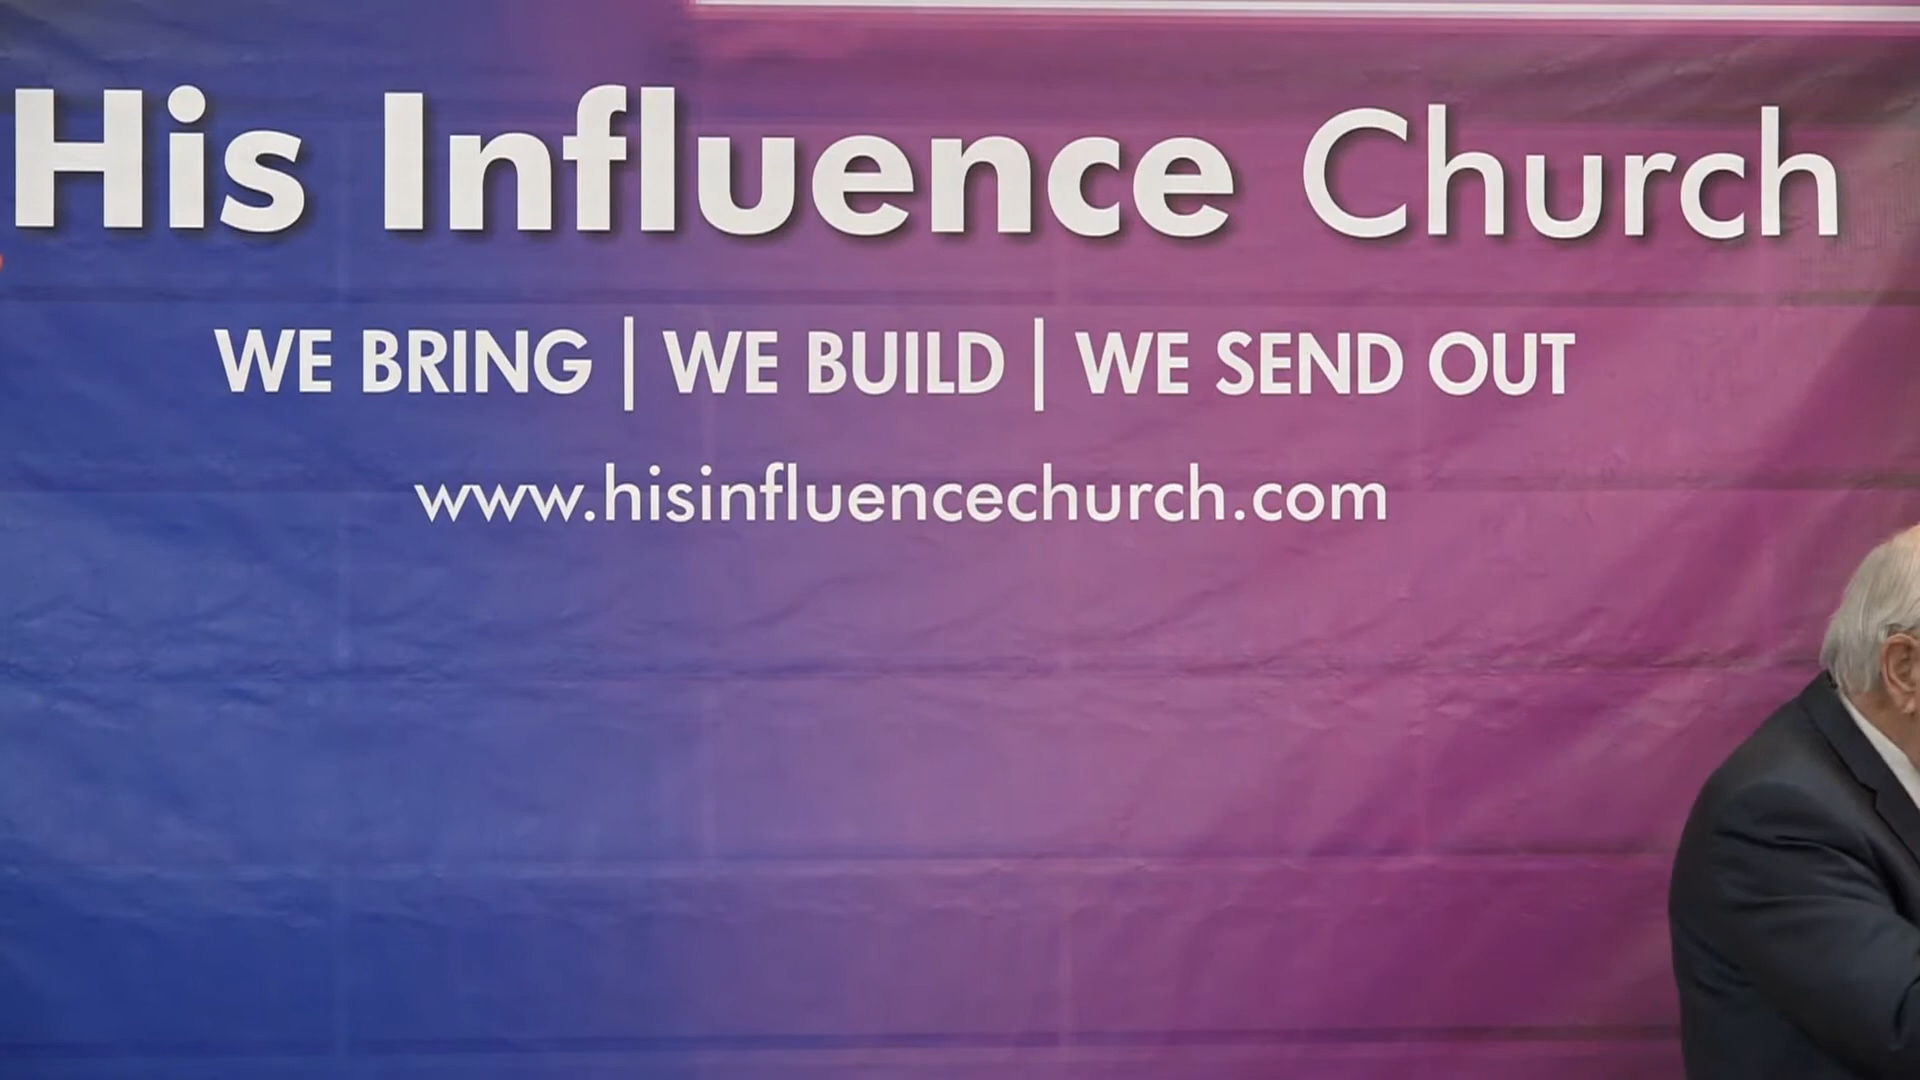 His Influence Church
WE BRING | WE BUILD | WE SEND OUT
www.hisinfluencechurch.com